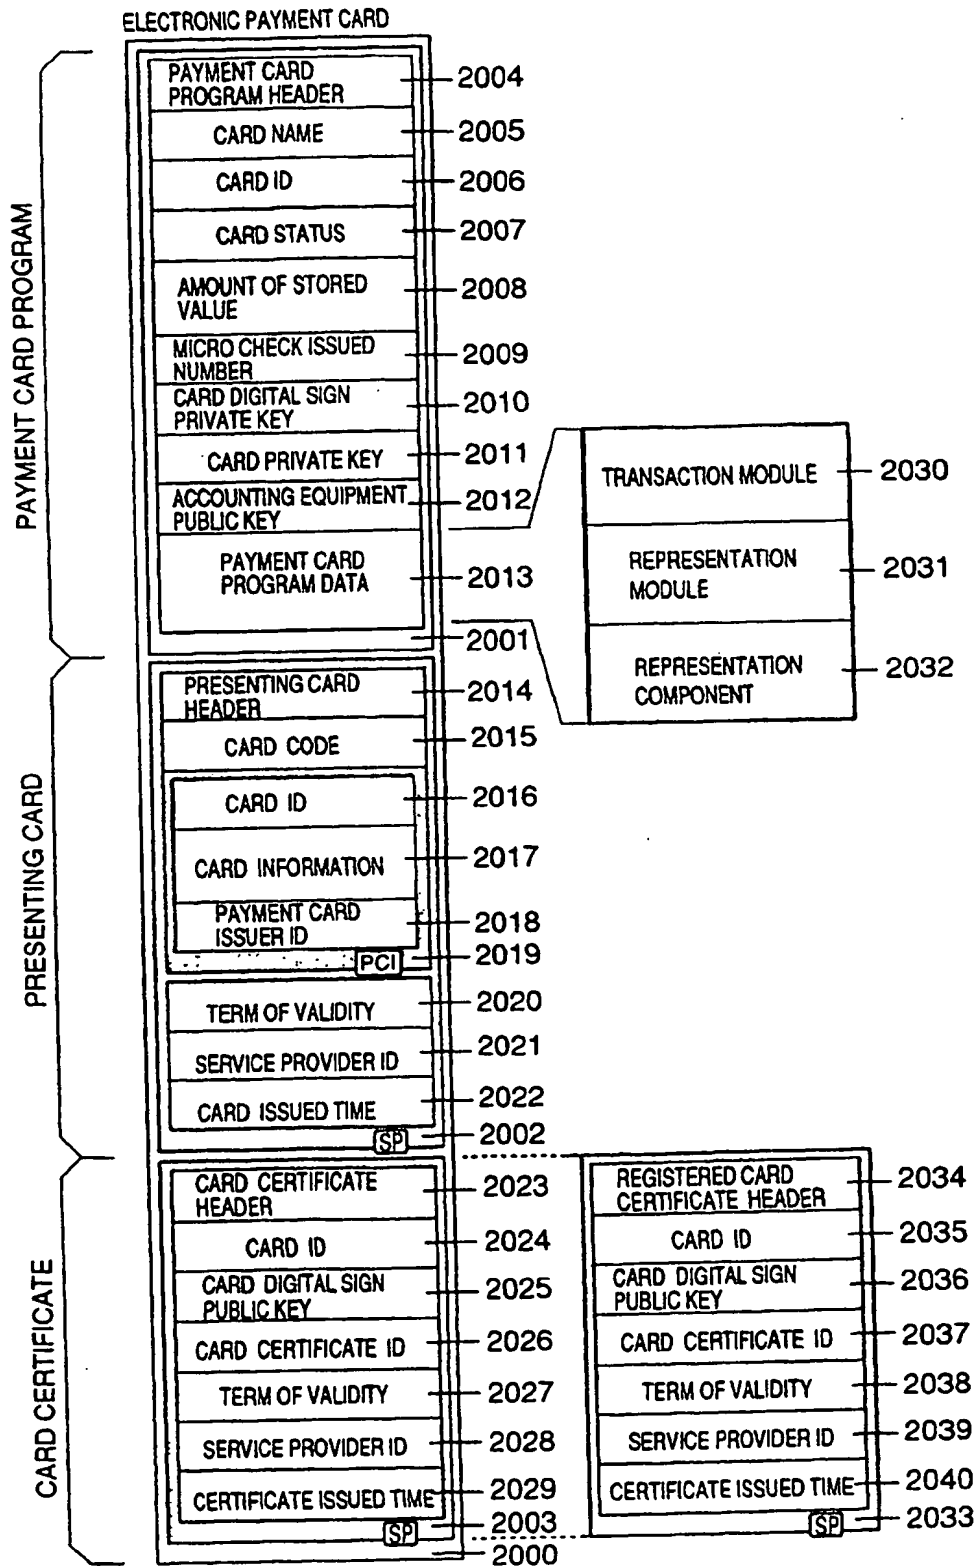 ELECTRONIC PAYMENT CARD
PAYMENT CARD PROGRAM
PAYMENT CARD
PROGRAM HEADER
2004
CARD NAME
2005
CARD ID
2006
CARD STATUS
2007
AMOUNT OF STORED
VALUE
2008
MICRO CHECK ISSUED
NUMBER
2009
CARD DIGITAL SIGN
PRIVATE KEY
2010
CARD PRIVATE KEY
2011
ACCOUNTING EQUIPMENT
PUBLIC KEY
2012
PAYMENT CARD
PROGRAM DATA
2013
2001
TRANSACTION MODULE
2030
REPRESENTATION
MODULE
2031
REPRESENTATION
COMPONENT
2032
PRESENTING CARD
PRESENTING CARD
HEADER
2014
CARD CODE
2015
CARD ID
2016
CARD INFORMATION
2017
PAYMENT CARD
ISSUER ID
2018
PCI
2019
TERM OF VALIDITY
2020
SERVICE PROVIDER ID
2021
CARD ISSUED TIME
2022
SP
2002
CARD CERTIFICATE
CARD CERTIFICATE
HEADER
2023
CARD ID
2024
CARD DIGITAL SIGN
PUBLIC KEY
2025
CARD CERTIFICATE ID
2026
TERM OF VALIDITY
2027
SERVICE PROVIDER ID
2028
CERTIFICATE ISSUED TIME
2029
SP
2003
2000
REGISTERED CARD
CERTIFICATE HEADER
2034
CARD ID
2035
CARD DIGITAL SIGN
PUBLIC KEY
2036
CARD CERTIFICATE ID
2037
TERM OF VALIDITY
2038
SERVICE PROVIDER ID
2039
CERTIFICATE ISSUED TIME
2040
SP
2033